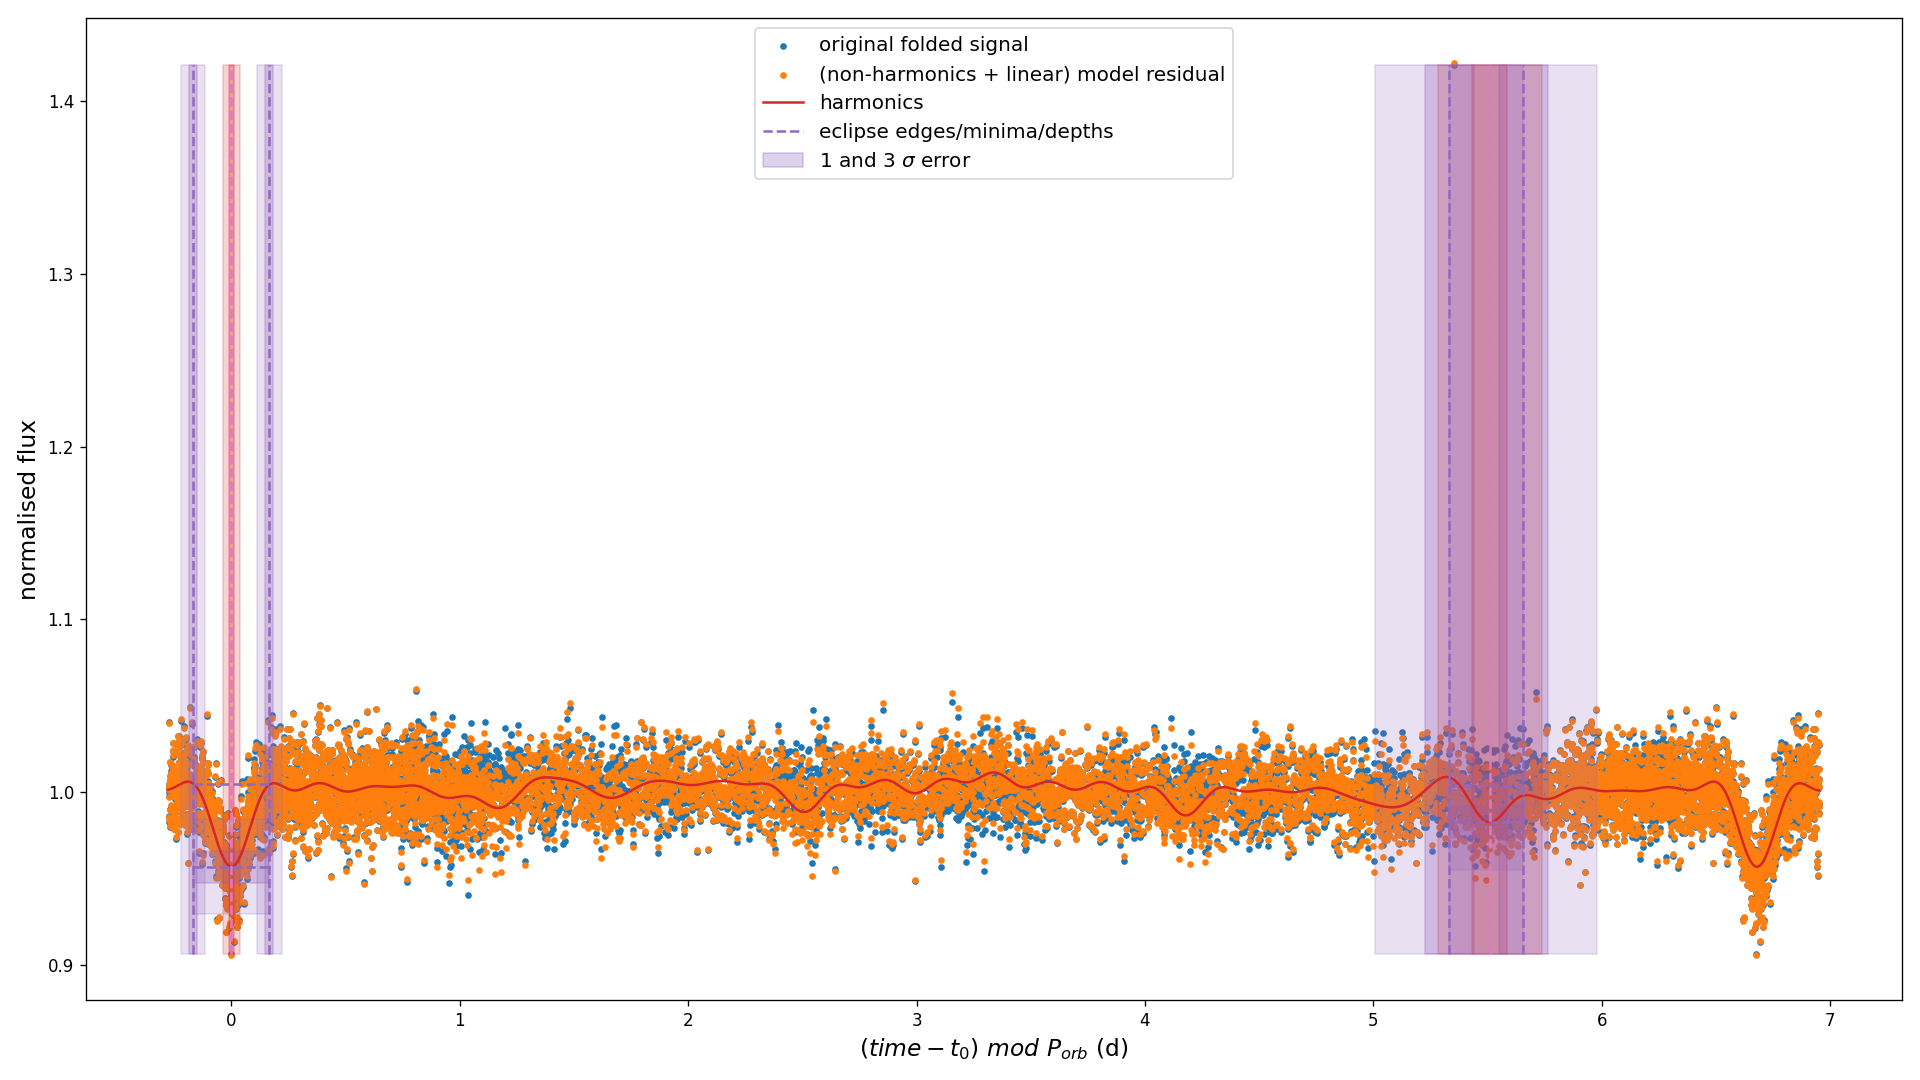 original folded signal
(non-harmonics + linear) model residual
harmonics
eclipse edges/minima/depths
1 and 3 σ error
normalised flux
1.4
1.3
1.2
1.1
1.0
0.9
0 1 2 3 4 5 6 7
(time − t₀) mod Pₒᵣb (d)